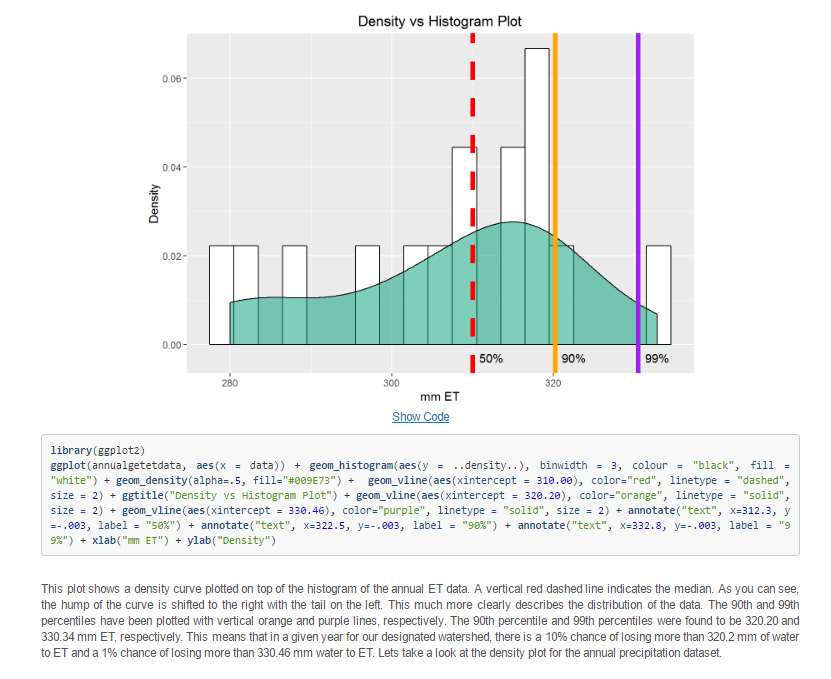 Density vs Histogram Plot
0.06
0.04
0.02
0.00
Density
50%
90%
99%
280
300
320
mm ET
Show Code
library(ggplot2)
ggplot(annualgetetdata, aes(x = data)) + geom_histogram(aes(y = ..density..), binwidth = 3, colour = "black", fill =
"white") + geom_density(alpha=.5, fill="#009E73") + geom_vline(aes(xintercept = 310.00), color="red", linetype = "dashed",
size = 2) + ggtitle("Density vs Histogram Plot") + geom_vline(aes(xintercept = 320.20), color="orange", linetype = "solid",
size = 2) + geom_vline(aes(xintercept = 330.46), color="purple", linetype = "solid", size = 2) + annotate("text", x=312.3, y
=-.003, label = "50%") + annotate("text", x=322.5, y=-.003, label = "90%") + annotate("text", x=332.8, y=-.003, label = "9
9%") + xlab("mm ET") + ylab("Density")
This plot shows a density curve plotted on top of the histogram of the annual ET data. A vertical red dashed line indicates the median. As you can see,
the hump of the curve is shifted to the right with the tail on the left. This much more clearly describes the distribution of the data. The 90th and 99th
percentiles have been plotted with vertical orange and purple lines, respectively. The 90th percentile and 99th percentiles were found to be 320.20 and
330.34 mm ET, respectively. This means that in a given year for our designated watershed, there is a 10% chance of losing more than 320.2 mm of water
to ET and a 1% chance of losing more than 330.46 mm water to ET. Lets take a look at the density plot for the annual precipitation dataset.